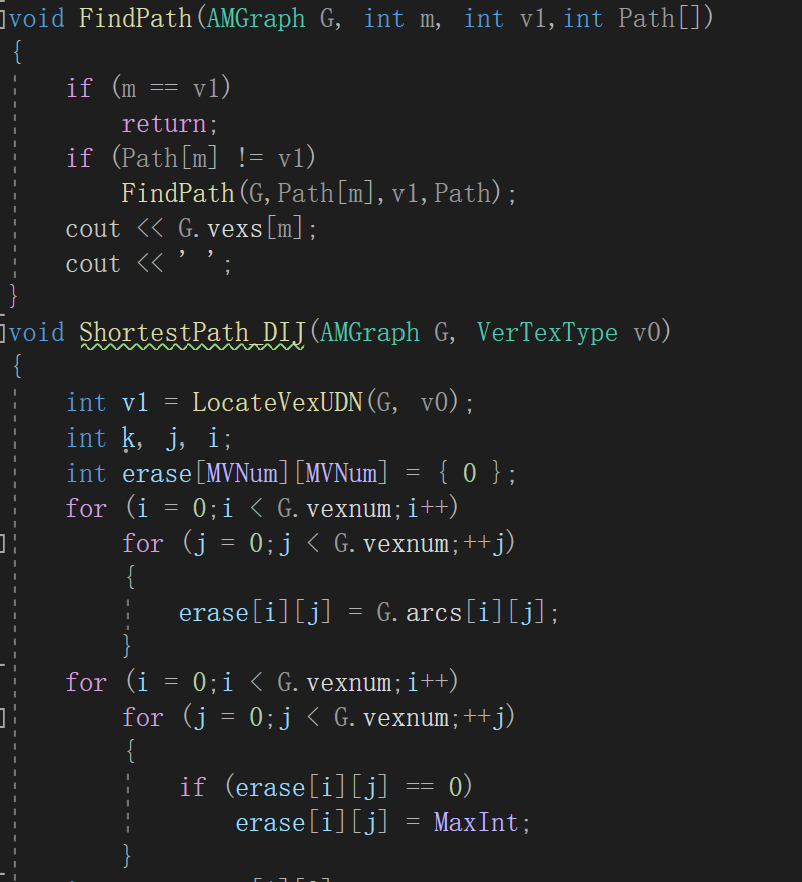 void FindPath(AMGraph G, int m, int v1,int Path[])
{
    if (m == v1)
        return;
    if (Path[m] != v1)
        FindPath(G,Path[m],v1,Path);
    cout << G.vexs[m];
    cout << ' ';
}
void ShortestPath_DIJ(AMGraph G, VerTexType v0)
{
    int v1 = LocateVexUDN(G, v0);
    int k, j, i;
    int erase[MVNum][MVNum] = { 0 };
    for (i = 0;i < G.vexnum;i++)
        for (j = 0;j < G.vexnum;++j)
        {
            erase[i][j] = G.arcs[i][j];
        }
    for (i = 0;i < G.vexnum;i++)
        for (j = 0;j < G.vexnum;++j)
        {
            if (erase[i][j] == 0)
                erase[i][j] = MaxInt;
        }